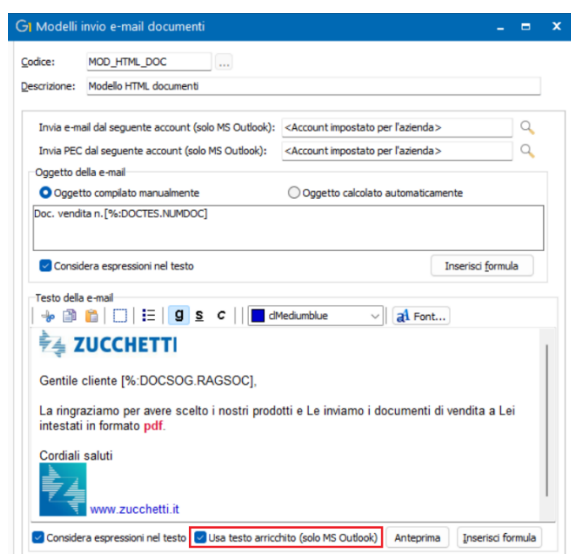 G1 Modelli invio e-mail documenti
Codice: MOD_HTML_DOC ...
Descrizione: Modello HTML documenti
Invia e-mail dal seguente account (solo MS Outlook): <Account impostato per l'azienda>
Invia PEC dal seguente account (solo MS Outlook): <Account impostato per l'azienda>
Oggetto della e-mail
Oggetto compilato manualmente Oggetto calcolato automaticamente
Doc. vendita n.[%:DOCTES.NUMDOC]
Considera espressioni nel testo Inserisci formula
Testo della e-mail
g s c clMediumblue Font...
ZUCCHETTI
Gentile cliente [%:DOCSOG.RAGSOC],
La ringraziamo per avere scelto i nostri prodotti e Le inviamo i documenti di vendita a Lei
intestati in formato pdf.
Cordiali saluti
www.zucchetti.it
Considera espressioni nel testo Usa testo arricchito (solo MS Outlook) Anteprima Inserisci formula